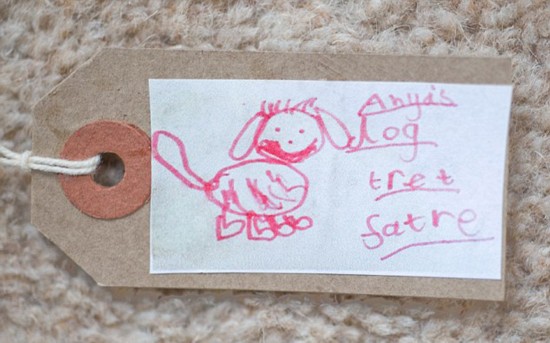 Anya's
dog
tret
fatre